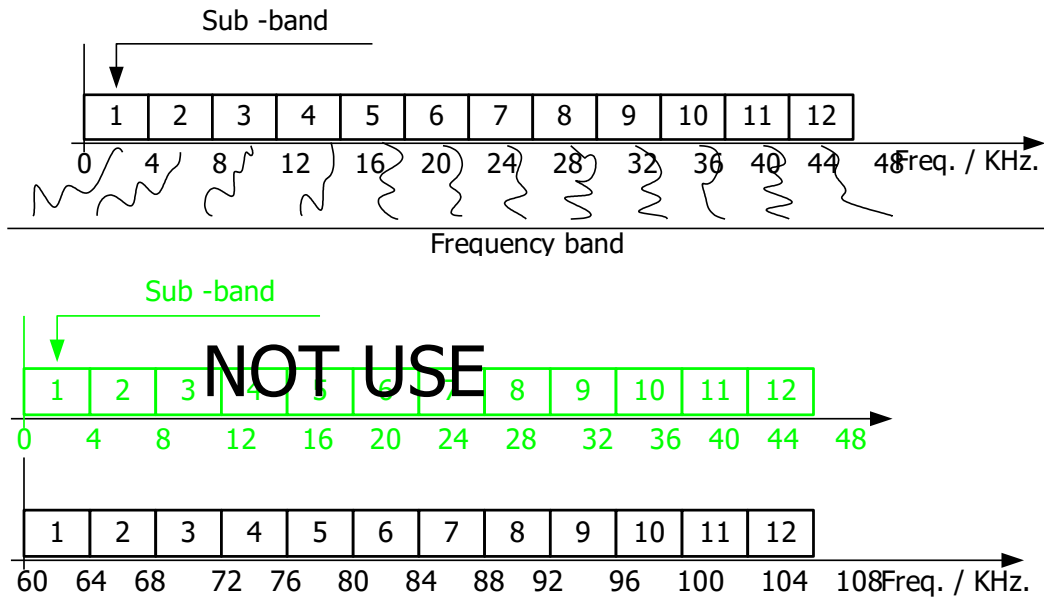 Sub -band
1 2 3 4 5 6 7 8 9 10 11 12
0 4 8 12 16 20 24 28 32 36 40 44 48 Freq. / KHz.
Frequency band
Sub -band
NOT USE
1 2 3 4 5 6 7 8 9 10 11 12
0 4 8 12 16 20 24 28 32 36 40 44 48
1 2 3 4 5 6 7 8 9 10 11 12
60 64 68 72 76 80 84 88 92 96 100 104 108 Freq. / KHz.